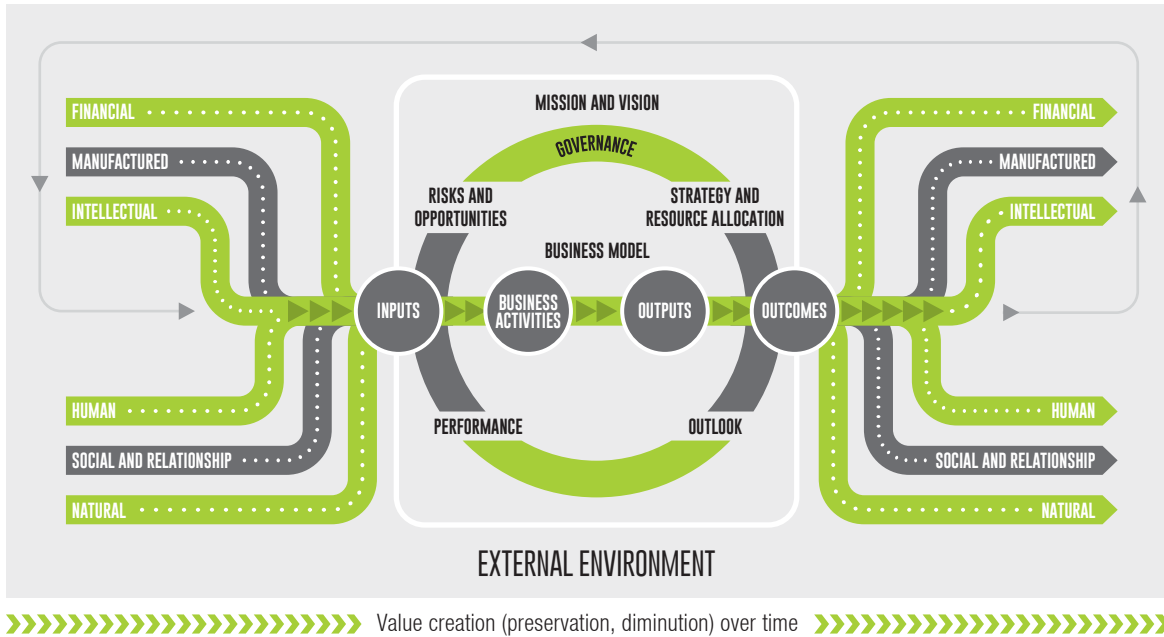 FINANCIAL
MANUFACTURED
INTELLECTUAL
HUMAN
SOCIAL AND RELATIONSHIP
NATURAL
MISSION AND VISION
GOVERNANCE
RISKS AND
OPPORTUNITIES
STRATEGY AND
RESOURCE ALLOCATION
BUSINESS MODEL
INPUTS
BUSINESS
ACTIVITIES
OUTPUTS
OUTCOMES
PERFORMANCE
OUTLOOK
FINANCIAL
MANUFACTURED
INTELLECTUAL
HUMAN
SOCIAL AND RELATIONSHIP
NATURAL
EXTERNAL ENVIRONMENT
Value creation (preservation, diminution) over time